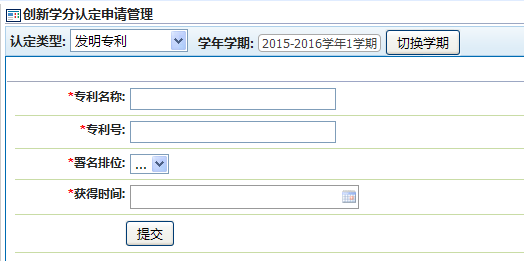 创新学分认定申请管理
认定类型: 发明专利 学年学期: 2015-2016学年1学期 切换学期
*专利名称:
*专利号:
*署名排位: ...
*获得时间:
提交